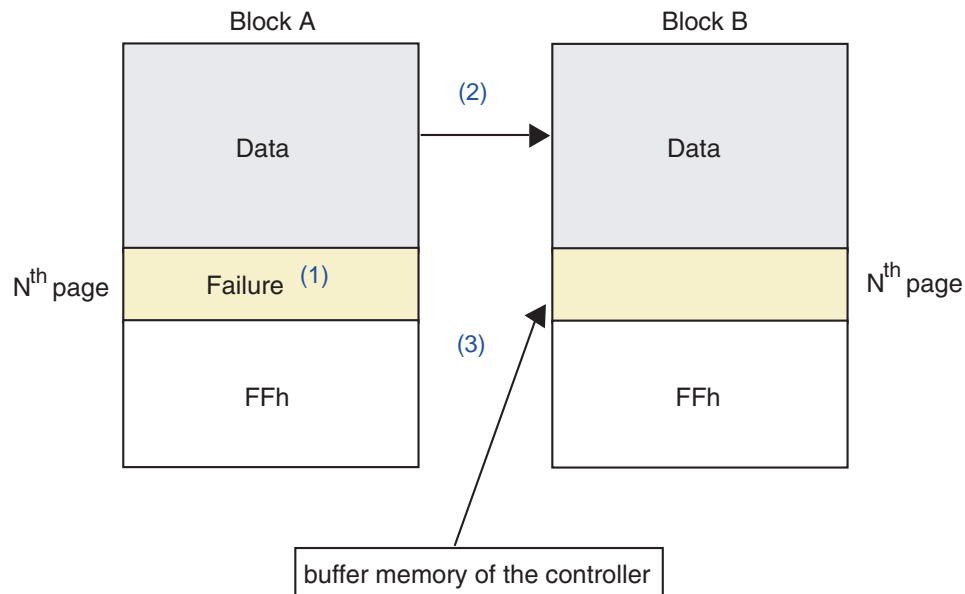 Block A
Block B
(2)
Data
Data
Nth page
Failure (1)
Nth page
(3)
FFh
FFh
buffer memory of the controller